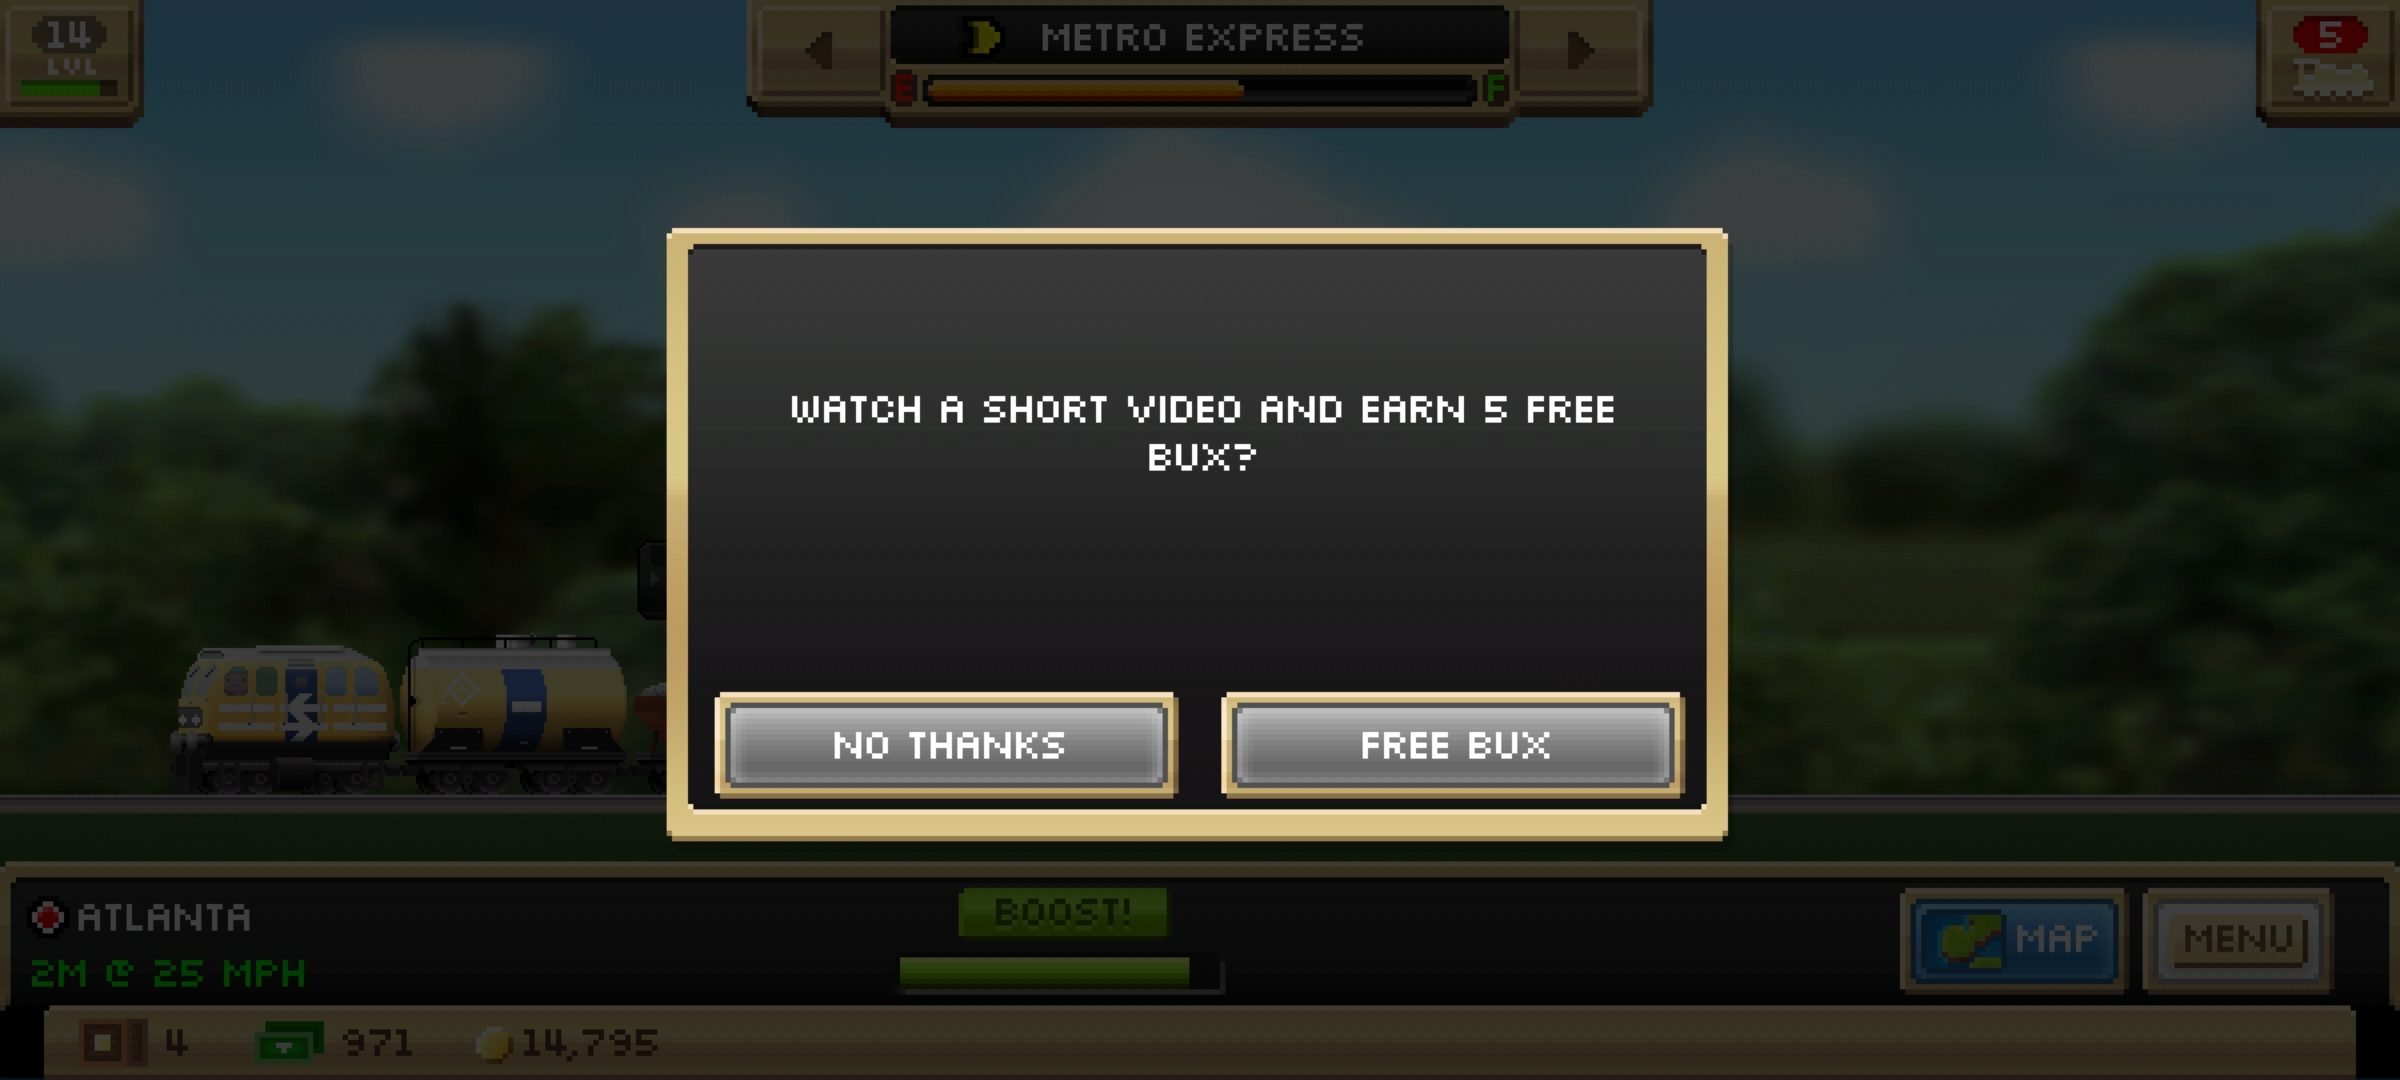 14
LVL
METRO EXPRESS
E F
5
WATCH A SHORT VIDEO AND EARN 5 FREE
BUX?
NO THANKS
FREE BUX
ATLANTA
2M @ 25 MPH
BOOST!
MAP
MENU
4
971
14,795